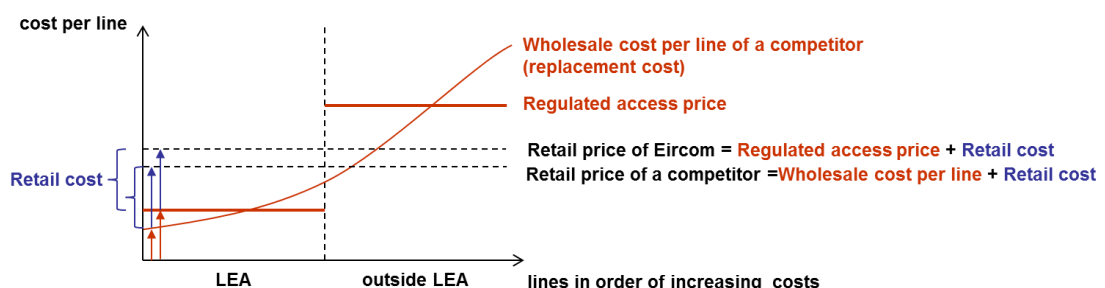 cost per line
Wholesale cost per line of a competitor
(replacement cost)
Regulated access price
Retail price of Eircom = Regulated access price + Retail cost
Retail price of a competitor =Wholesale cost per line + Retail cost
Retail cost
LEA
outside LEA
lines in order of increasing costs